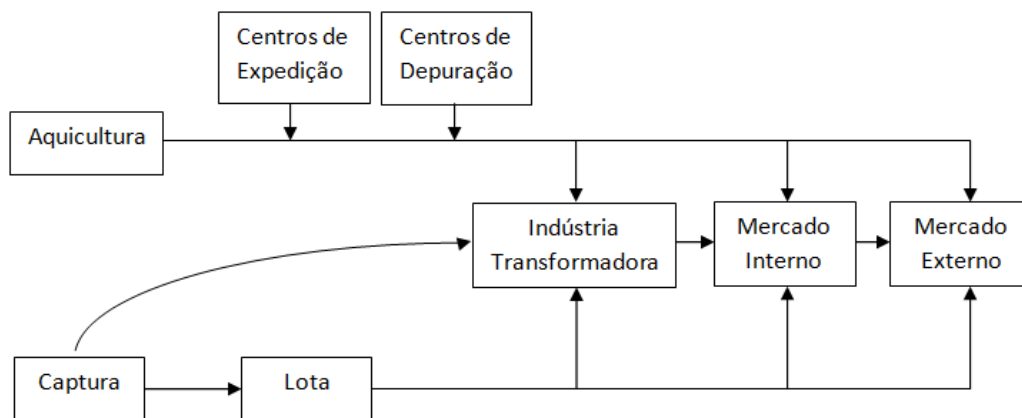 Centros de
Expedição
Centros de
Depuração
Aquicultura
Indústria
Transformadora
Mercado
Interno
Mercado
Externo
Captura
Lota